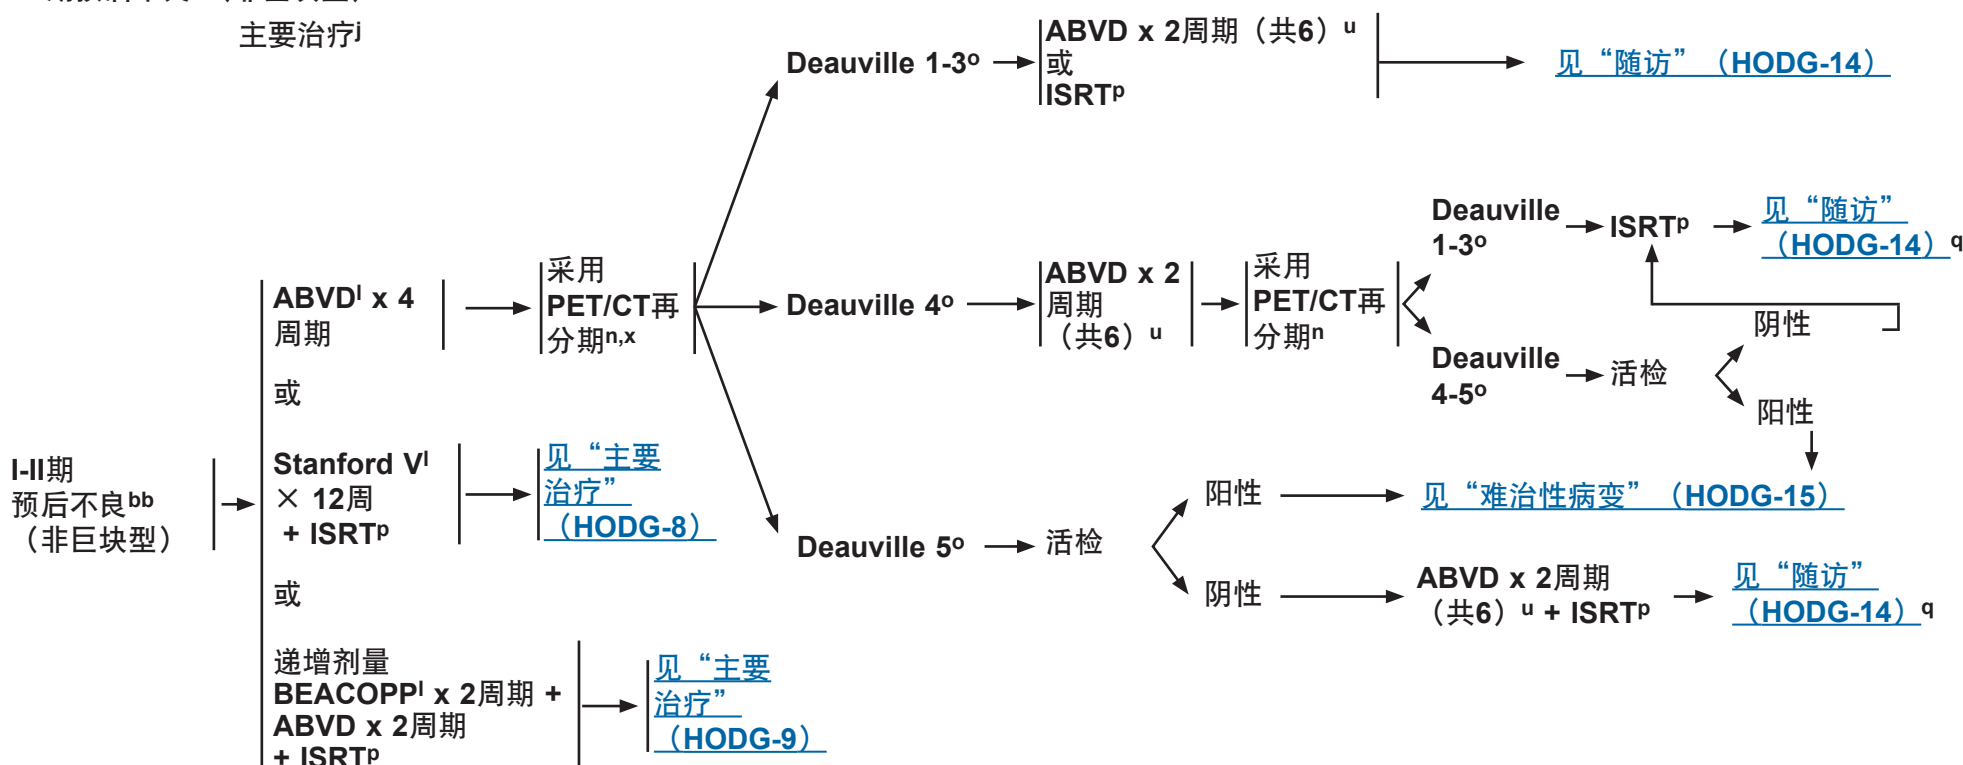 主要治疗j
Deauville 1-3o
ABVD x 2周期（共6）u
或
ISRTp
见“随访”（HODG-14）
I-II期
预后不良bb
（非巨块型）
ABVDl x 4
周期
采用
PET/CT再
分期n,x
Deauville 4o
ABVD x 2
周期
（共6）u
采用
PET/CT再
分期n
Deauville
1-3o
ISRTp
见“随访”
（HODG-14）q
Deauville
4-5o
活检
阴性
阳性
或
Stanford Vl
× 12周
+ ISRTp
见“主要
治疗”
（HODG-8）
Deauville 5o
活检
阳性
见“难治性病变”（HODG-15）
阴性
ABVD x 2周期
（共6）u + ISRTp
见“随访”
（HODG-14）q
或
递增剂量
BEACOPPl x 2周期 +
ABVD x 2周期
+ ISRTp
见“主要
治疗”
（HODG-9）